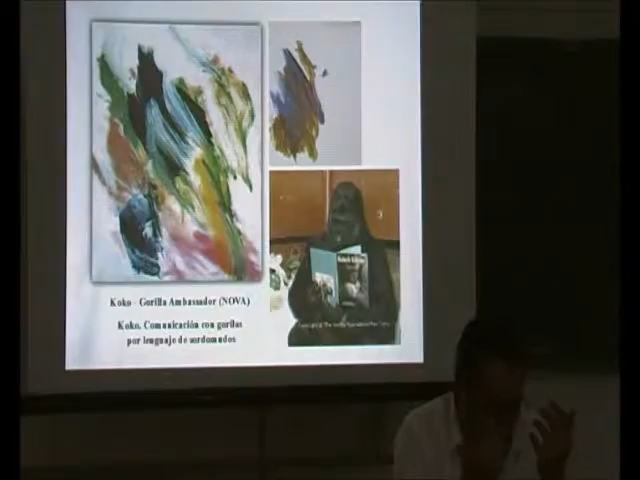 Koko - Gorilla Ambassador (NOVA)
Koko. Comunicación con gorilas
por lenguaje de sordomudos